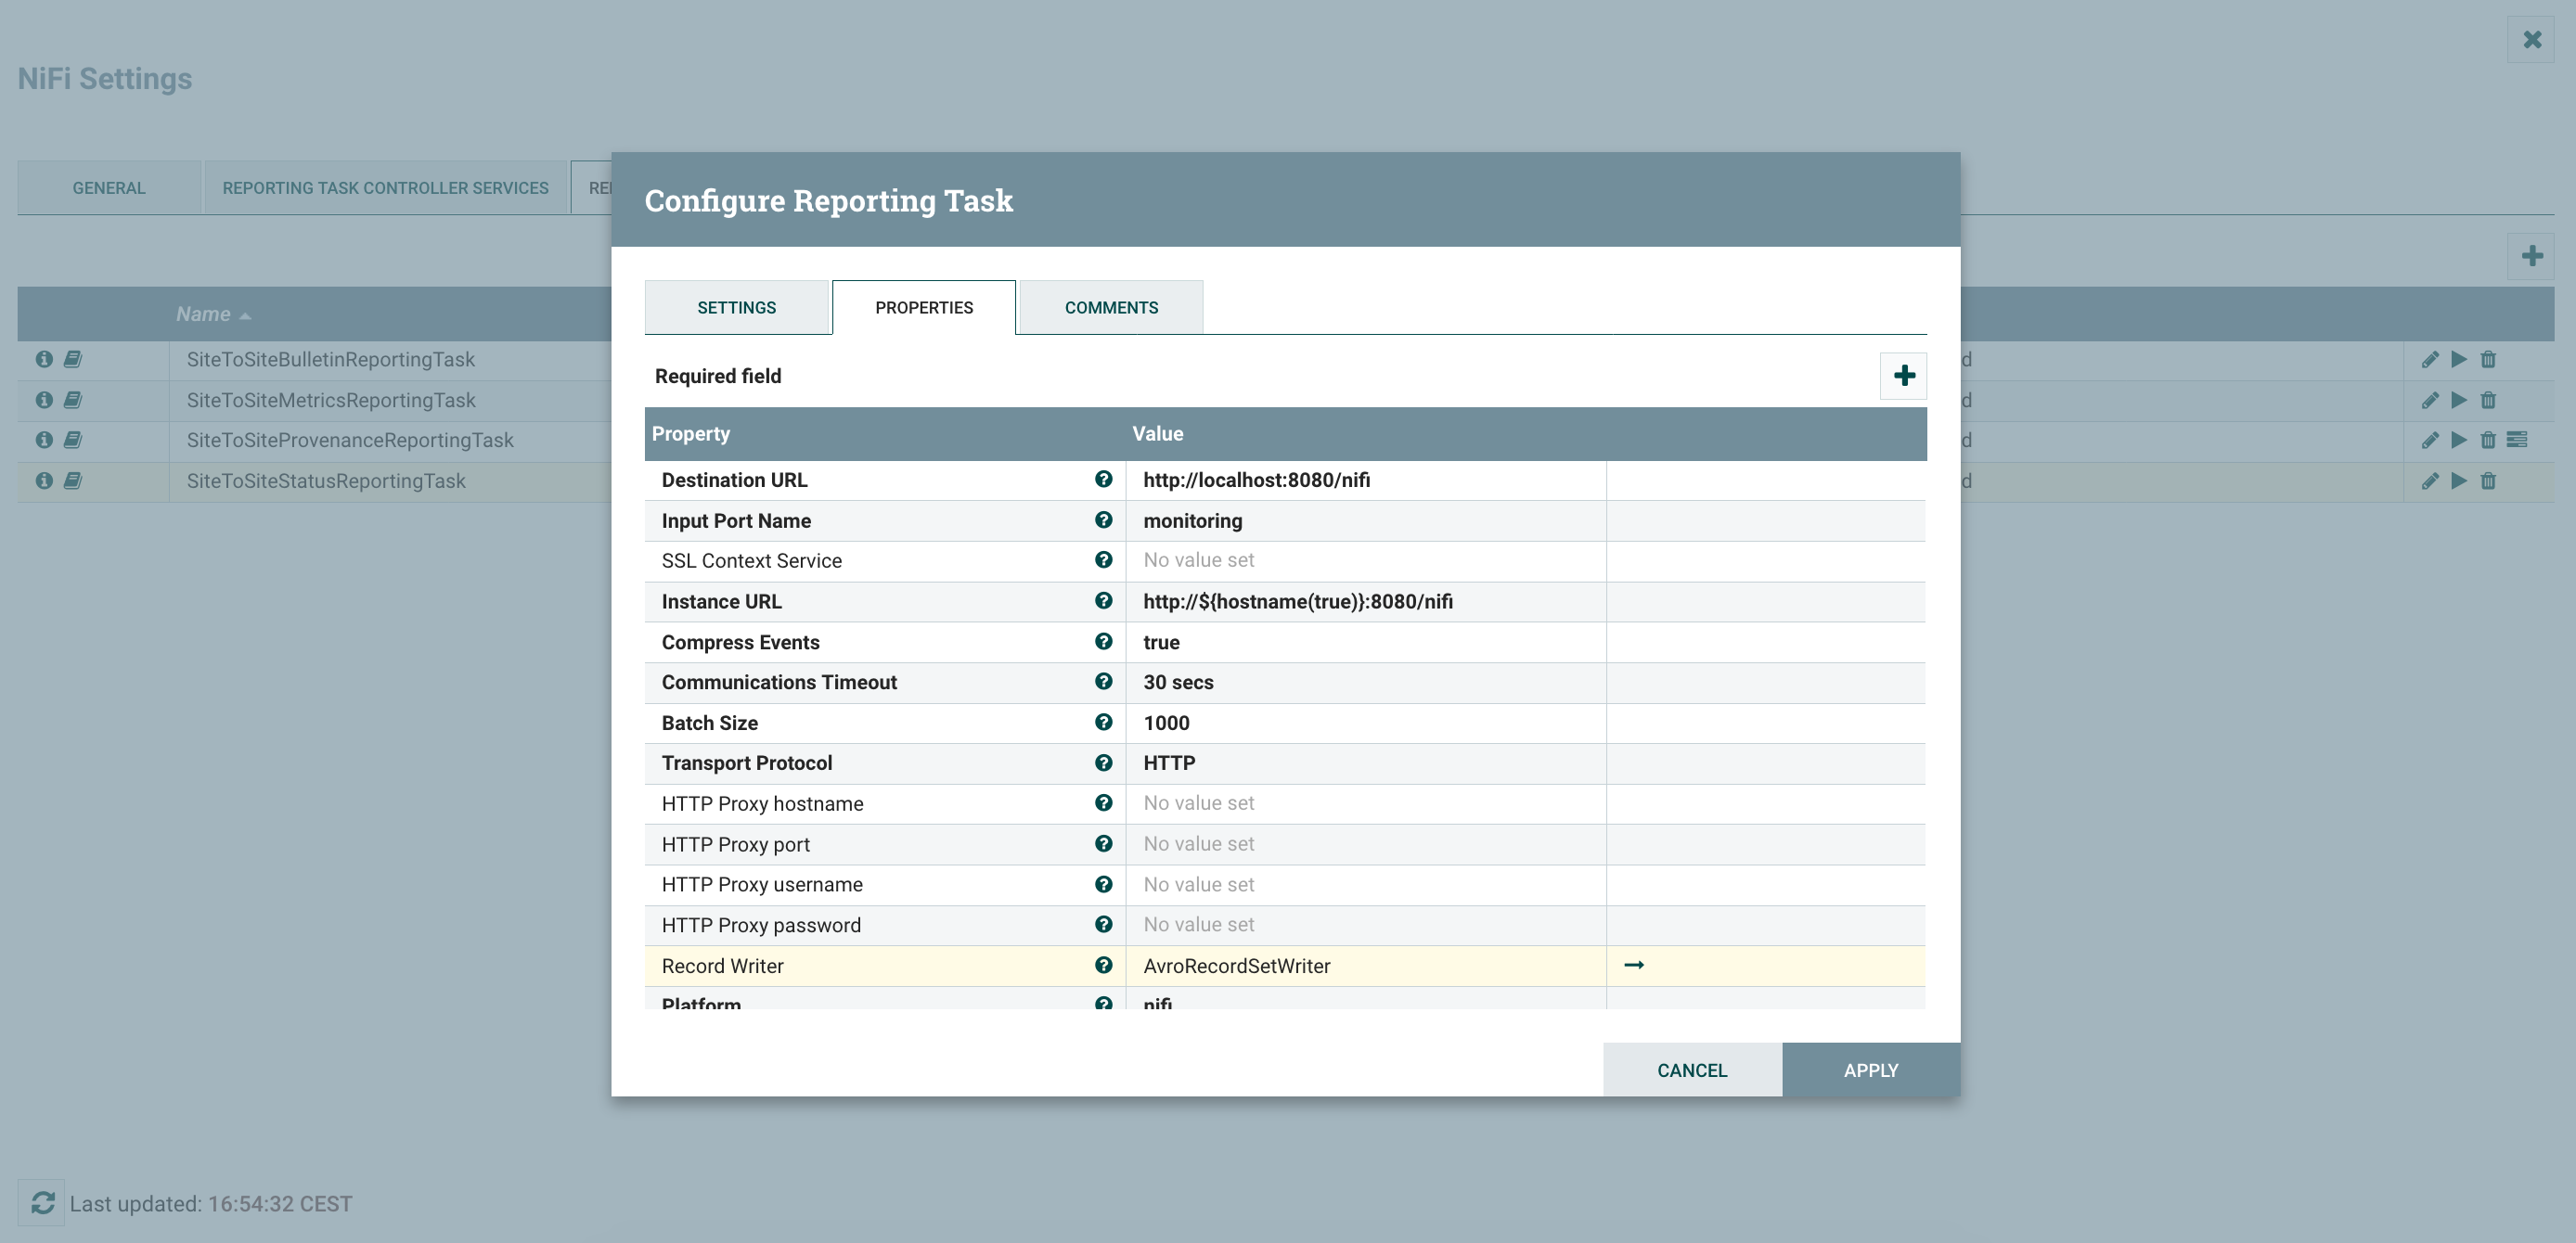 NiFi Settings
GENERAL
REPORTING TASK CONTROLLER SERVICES
Name
SiteToSiteBulletinReportingTask
SiteToSiteMetricsReportingTask
SiteToSiteProvenanceReportingTask
SiteToSiteStatusReportingTask
Configure Reporting Task
SETTINGS
PROPERTIES
COMMENTS
Required field
Property Value
Destination URL http://localhost:8080/nifi
Input Port Name monitoring
SSL Context Service No value set
Instance URL http://${hostname(true)}:8080/nifi
Compress Events true
Communications Timeout 30 secs
Batch Size 1000
Transport Protocol HTTP
HTTP Proxy hostname No value set
HTTP Proxy port No value set
HTTP Proxy username No value set
HTTP Proxy password No value set
Record Writer AvroRecordSetWriter
Platform nifi
CANCEL
APPLY
Last updated: 16:54:32 CEST